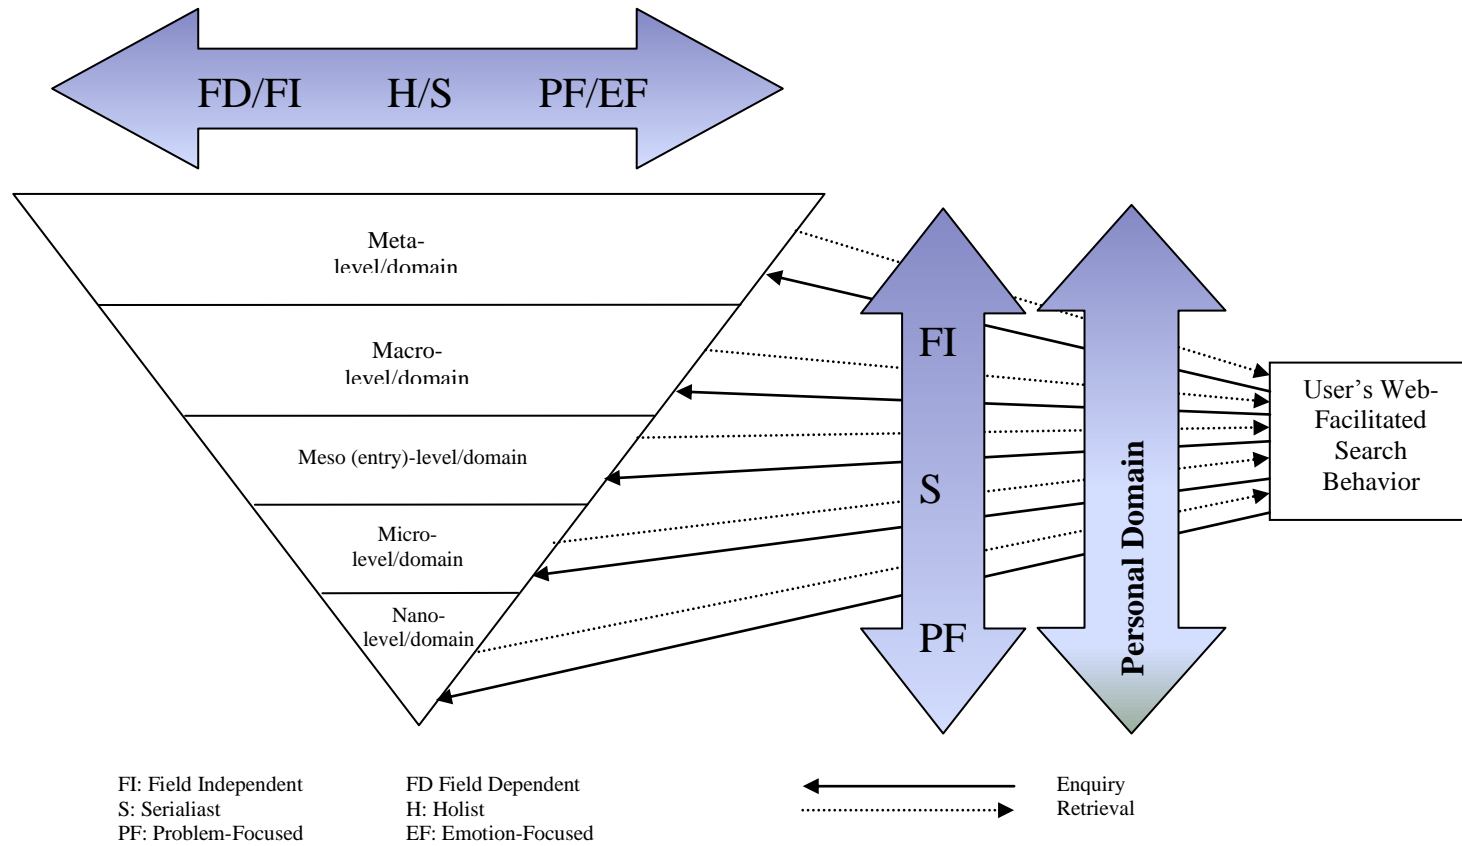 FD/FI H/S PF/EF
Meta-
level/domain
Macro-
level/domain
Meso (entry)-level/domain
Micro-
level/domain
Nano-
level/domain
FI
S
PF
Personal Domain
User’s Web-
Facilitated
Search
Behavior
FI: Field Independent
S: Serialiast
PF: Problem-Focused
FD Field Dependent
H: Holist
EF: Emotion-Focused
Enquiry
Retrieval